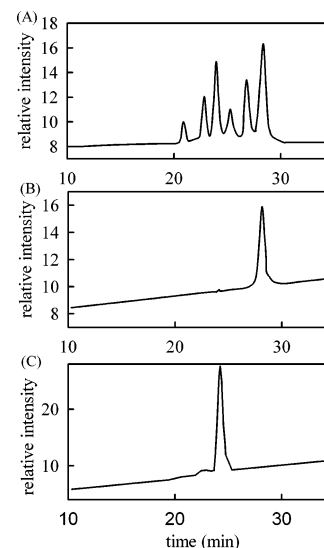 (A)
relative intensity
18
16
14
12
10
8
10 20 30
(B)
relative intensity
16
14
12
10
8
10 20 30
(C)
relative intensity
20
10
10 20 30
time (min)